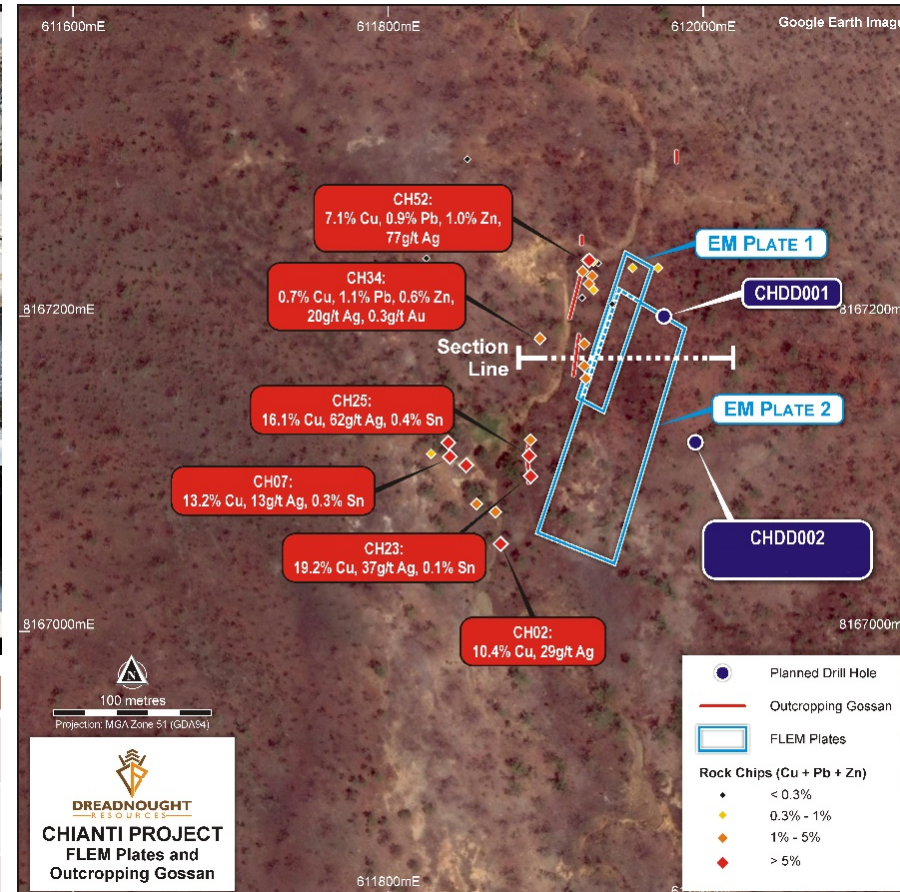 611600mE
611800mE
612000mE
Google Earth Imag
CH52:
7.1% Cu, 0.9% Pb, 1.0% Zn,
77g/t Ag
EM PLATE 1
CH34:
0.7% Cu, 1.1% Pb, 0.6% Zn,
20g/t Ag, 0.3g/t Au
CHDD001
8167200mE
8167200m
Section
Line
CH25:
16.1% Cu, 62g/t Ag, 0.4% Sn
EM PLATE 2
CH07:
13.2% Cu, 13g/t Ag, 0.3% Sn
CHDD002
CH23:
19.2% Cu, 37g/t Ag, 0.1% Sn
8167000mE
8167000m
CH02:
10.4% Cu, 29g/t Ag
N
100 metres
Projection: MGA Zone 51 (GDA94)
DREADNOUGHT
RESOURCES
CHIANTI PROJECT
FLEM Plates and
Outcropping Gossan
611800mE
Planned Drill Hole
Outcropping Gossan
FLEM Plates
Rock Chips (Cu + Pb + Zn)
< 0.3%
0.3% - 1%
1% - 5%
> 5%